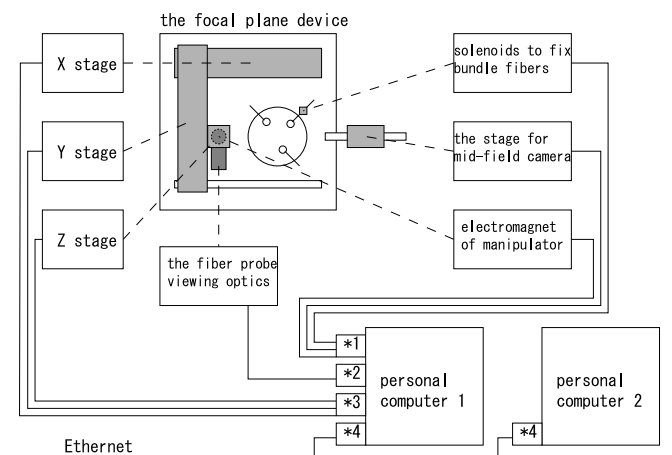 the focal plane device
X stage
Y stage
Z stage
solenoids to fix
bundle fibers
the stage for
mid-field camera
electromagnet
of manipulator
the fiber probe
viewing optics
*1
*2
*3
*4
personal
computer 1
personal
computer 2
*4
Ethernet